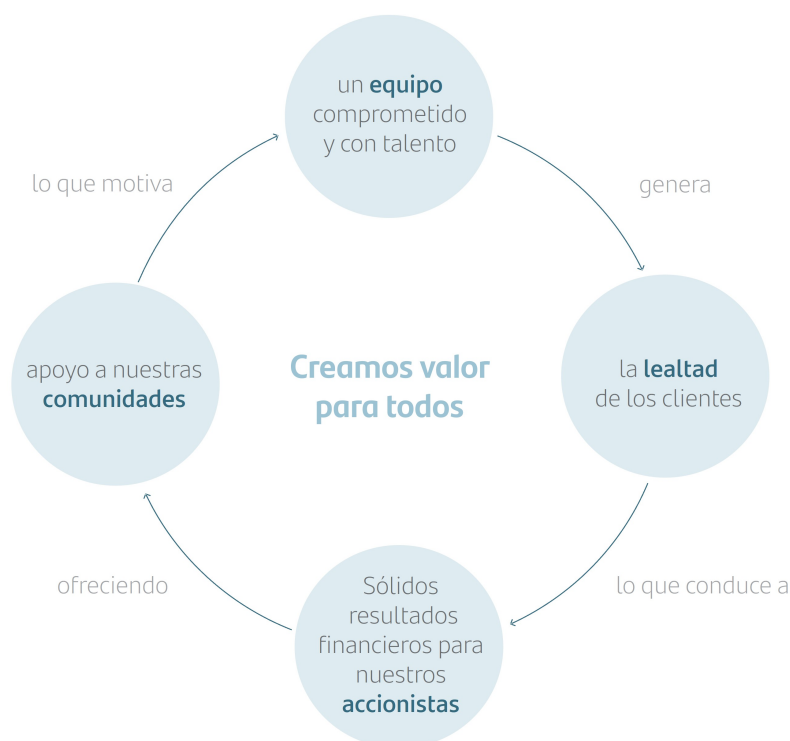 un equipo
comprometido
y con talento
genera
la lealtad
de los clientes
lo que conduce a
Sólidos
resultados
financieros para
nuestros
accionistas
ofreciendo
apoyo a nuestras
comunidades
lo que motiva
Creamos valor
para todos